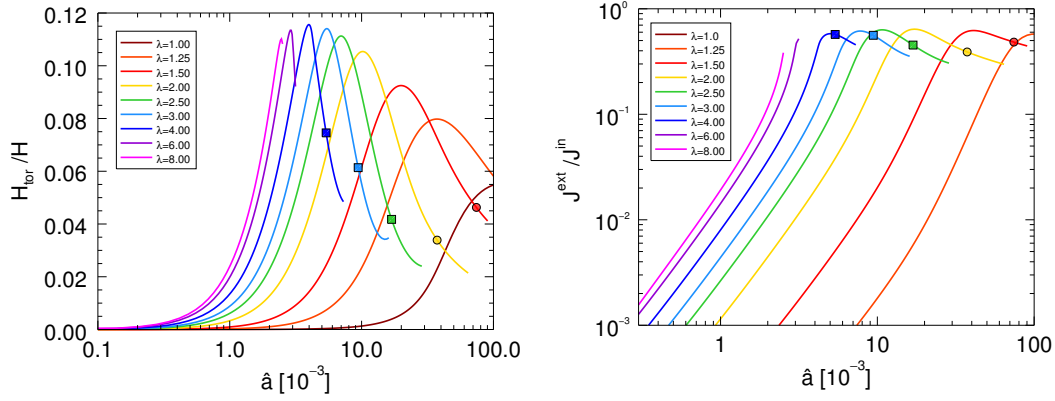 0.12
0.10
0.08
0.06
0.04
0.02
0.00
H_tor /H
λ=1.00
λ=1.25
λ=1.50
λ=2.00
λ=2.50
λ=3.00
λ=4.00
λ=6.00
λ=8.00
0.1 1.0 10.0 100.0
â [10⁻³]
10⁰
10⁻¹
10⁻²
10⁻³
J^ext /J^in
λ=1.0
λ=1.25
λ=1.50
λ=2.00
λ=2.50
λ=3.00
λ=4.00
λ=6.00
λ=8.00
1 10 100
â [10⁻³]